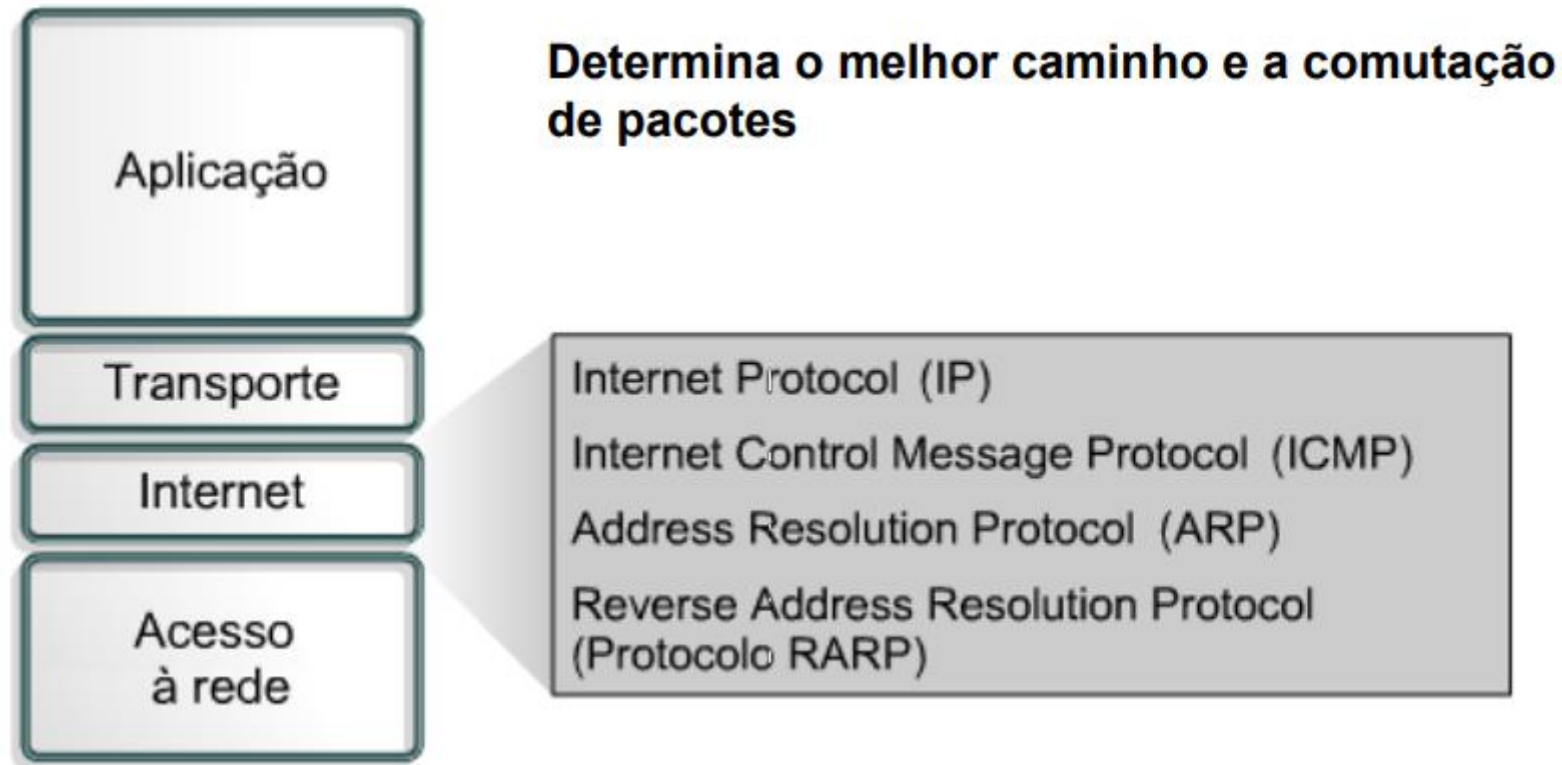 Determina o melhor caminho e a comutação
de pacotes
Aplicação
Transporte
Internet
Acesso
à rede
Internet Protocol (IP)
Internet Control Message Protocol (ICMP)
Address Resolution Protocol (ARP)
Reverse Address Resolution Protocol
(Protocolo RARP)